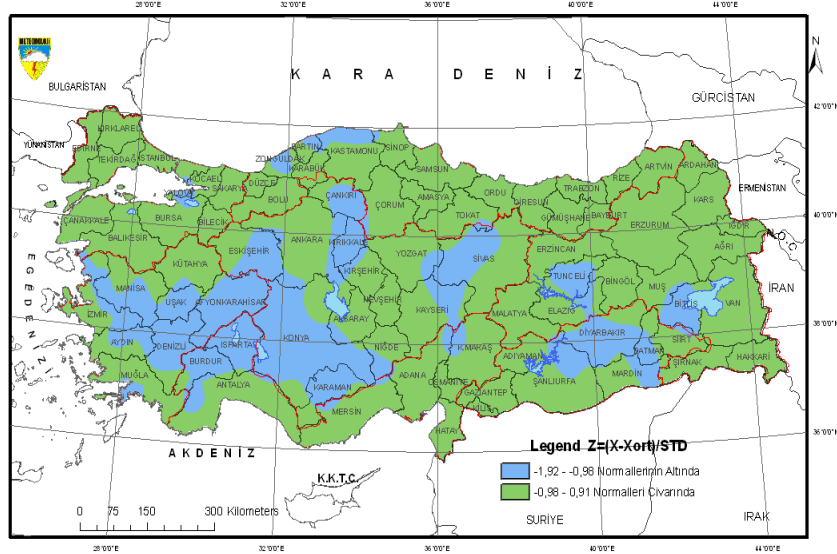 28°0'0"E 32°0'0"E 36°0'0"E 40°0'0"E 44°0'0"E
METEOROLOJİ
N
K A R A D E N İ Z
BULGARİSTAN
GÜRCİSTAN
42°0'0"N
YUNANİSTAN
KIRKLARELİ
EDİRNE
TEKİRDAĞ
İSTANBUL
KOCAELİ
YALOVA
SAKARYA
DÜZCE
ZONGULDAK
BARTIN
KARABÜK
KASTAMONU
SİNOP
SAMSUN
BOLU
ÇANKIRI
ÇORUM
AMASYA
ORDU
TOKAT
GİRESUN
TRABZON
RİZE
ARTVİN
ARDAHAN
GÜMÜŞHANE
BAYBURT
ERZURUM
KARS
ERMENİSTAN
40°0'0"N
IĞDIR
N.O.C.
AĞRI
İRAN
ÇANAKKALE
BALIKESİR
BURSA
BİLECİK
ESKİŞEHİR
KÜTAHYA
ANKARA
KIRIKKALE
KIRŞEHİR
YOZGAT
SİVAS
ERZİNCAN
TUNCELİ
BİNGÖL
MUŞ
BİTLİS
VAN
E G E D E N İ Z İ
MANİSA
İZMİR
UŞAK
AFYONKARAHİSAR
AYDIN
DENİZLİ
ISPARTA
BURDUR
MUĞLA
ANTALYA
KONYA
AKSARAY
NEVŞEHİR
KAYSERİ
NİĞDE
KARAMAN
MERSİN
ADANA
K.MARAŞ
OSMANİYE
GAZİANTEP
KİLİS
HATAY
MALATYA
ELAZIĞ
ADIYAMAN
DİYARBAKIR
ŞANLIURFA
MARDİN
BATMAN
SİİRT
ŞIRNAK
HAKKARİ
38°0'0"N
36°0'0"N
A K D E N İ Z
K.K.T.C.
Legend Z=(X-Xort)/STD
-1,92 - -0,98 Normallerinin Altında
-0,98 - 0,91 Normalleri Civarında
0 75 150 300 Kilometers
SURİYE
IRAK
28°0'0"E 32°0'0"E 36°0'0"E 40°0'0"E 44°0'0"E